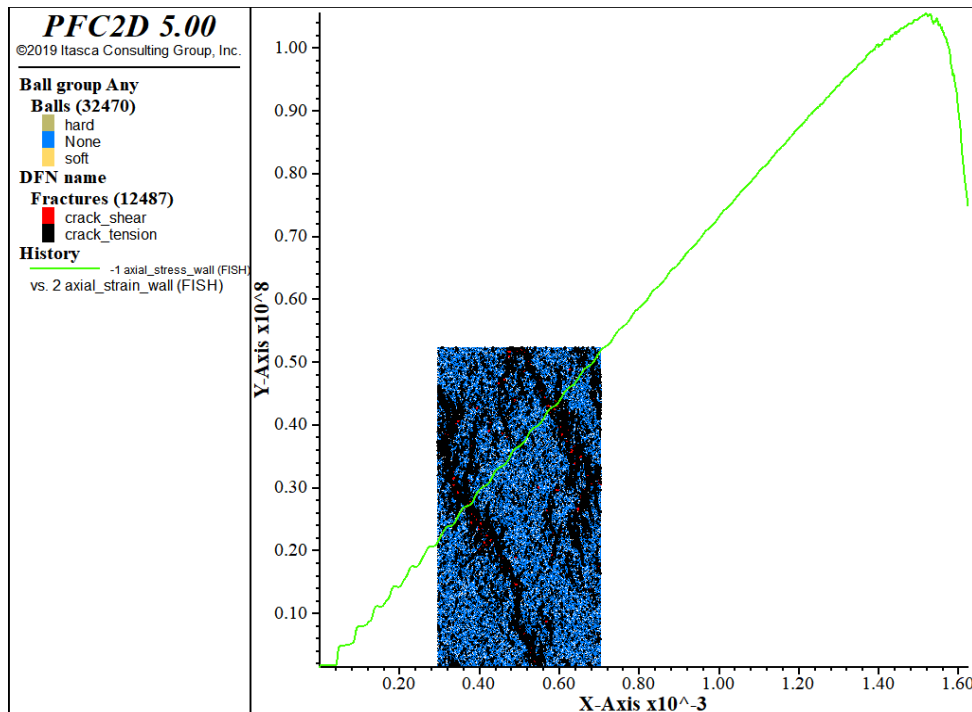 PFC2D 5.00
©2019 Itasca Consulting Group, Inc.
Ball group Any
Balls (32470)
hard
None
soft
DFN name
Fractures (12487)
crack_shear
crack_tension
History
-1 axial_stress_wall (FISH)
vs. 2 axial_strain_wall (FISH)
Y-Axis x10^8
1.00
0.90
0.80
0.70
0.60
0.50
0.40
0.30
0.20
0.10
0.20
0.40
0.60
0.80
1.00
1.20
1.40
1.60
X-Axis x10^-3